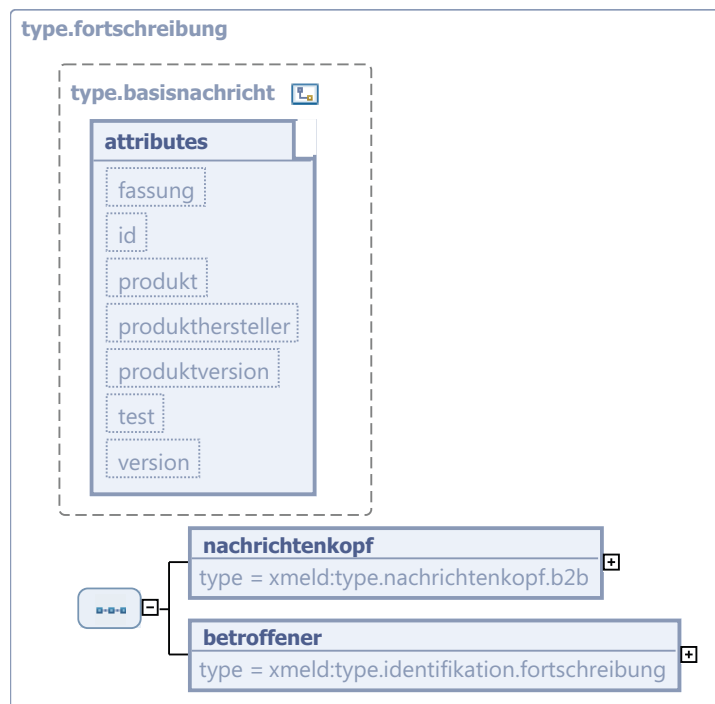 type.fortschreibung
type.basisnachricht
attributes
fassung
id
produkt
produkthersteller
produktversion
test
version
nachrichtenkopf
type = xmeld:type.nachrichtenkopf.b2b
betroffener
type = xmeld:type.identifikation.fortschreibung